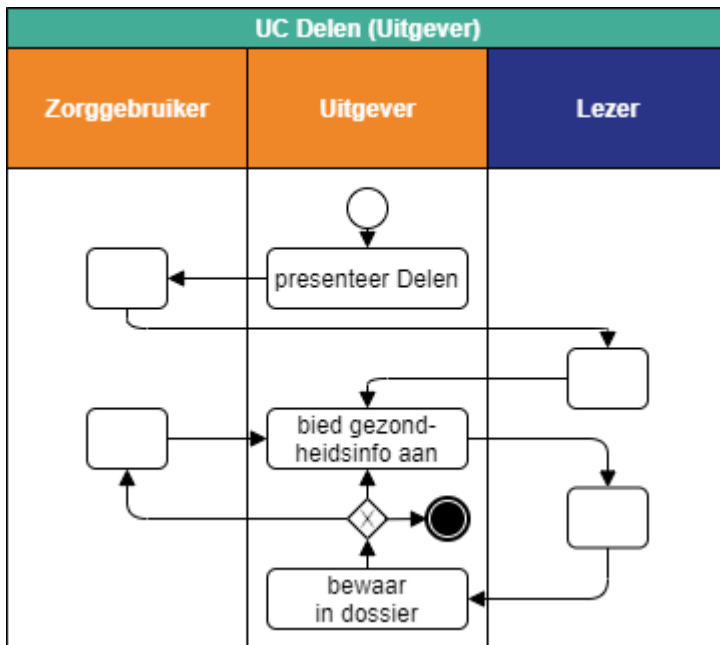 UC Delen (Uitgever)
Zorggebruiker
Uitgever
Lezer
presenteer Delen
bied gezond-
heidsinfo aan
X
bewaar
in dossier